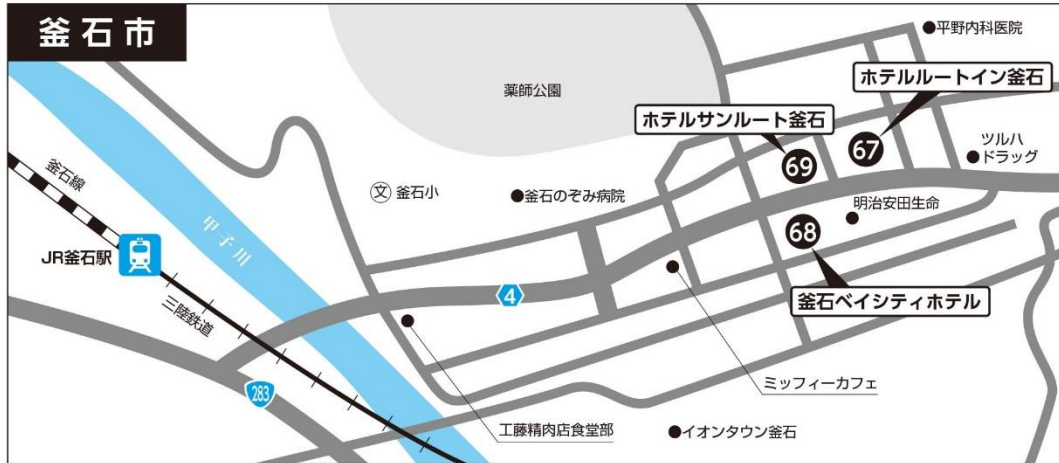 釜石市
平野内科医院
ホテルルートイン釜石
薬師公園
ホテルサンルート釜石
67
69
ツルハ
ドラッグ
釜石線
文
釜石小
釜石のぞみ病院
明治安田生命
68
甲子川
JR釜石駅
4
釜石ベイシティホテル
三陸鉄道
283
ミッフィーカフェ
工藤精肉店食堂部
イオンタウン釜石